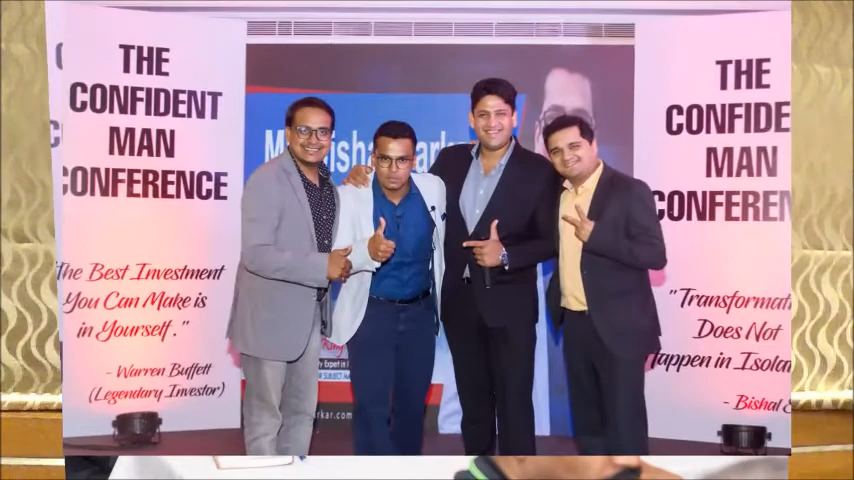 THE
CONFIDENT
MAN
CONFERENCE
"The Best Investment
You Can Make is
in Yourself."
- Warren Buffett
(Legendary Investor)
THE
CONFIDE
MAN
CONFEREN
"Transformat
Does Not
Happen in Isola
- Bishal